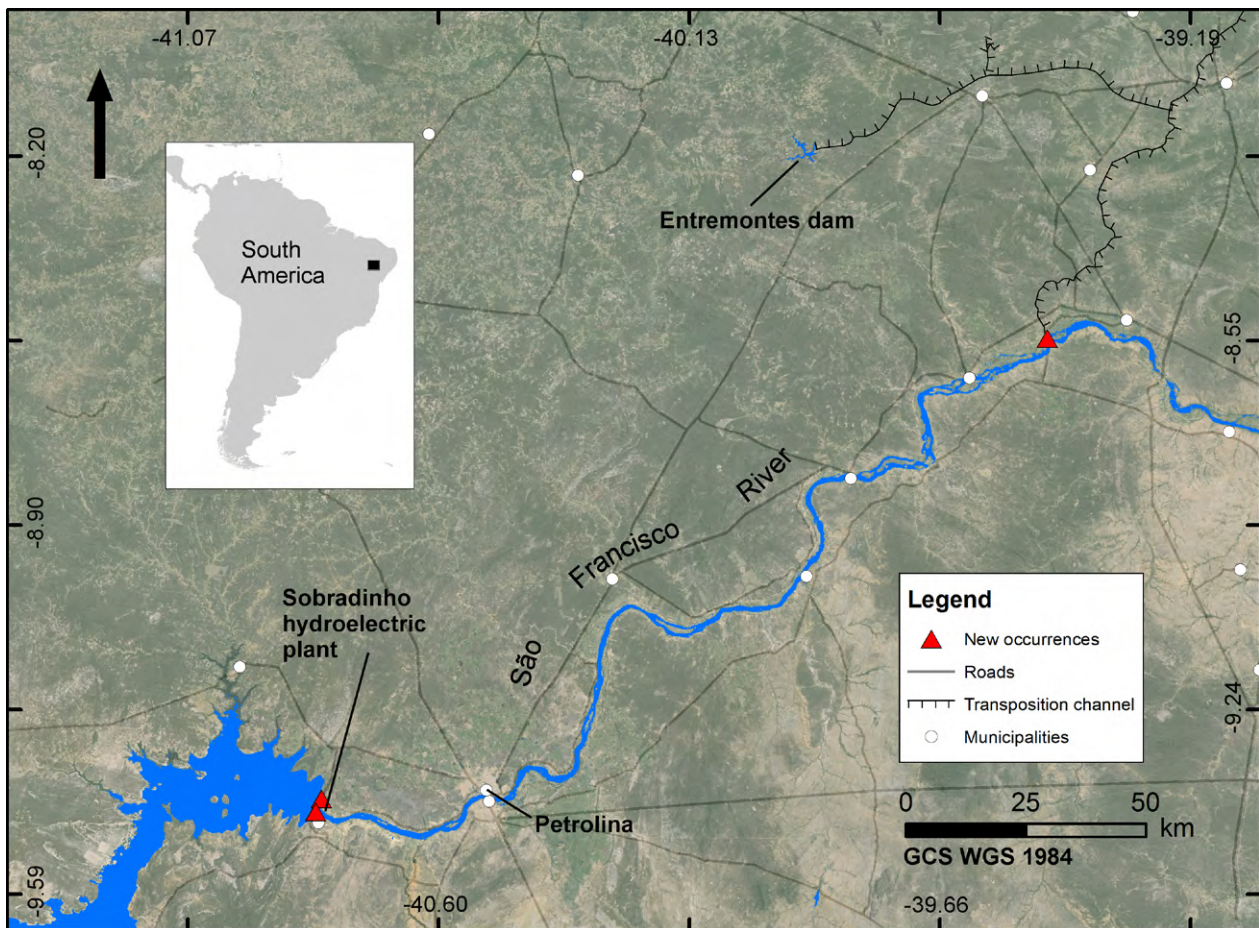 -41.07
-40.13
-39.19
-8.20
South
America
Entremontes dam
-8.55
River
Francisco
São
-8.90
Sobradinho
hydroelectric
plant
Legend
New occurrences
Roads
Transposition channel
Municipalities
-9.24
Petrolina
0 25 50
km
GCS WGS 1984
-9.59
-40.60
-39.66